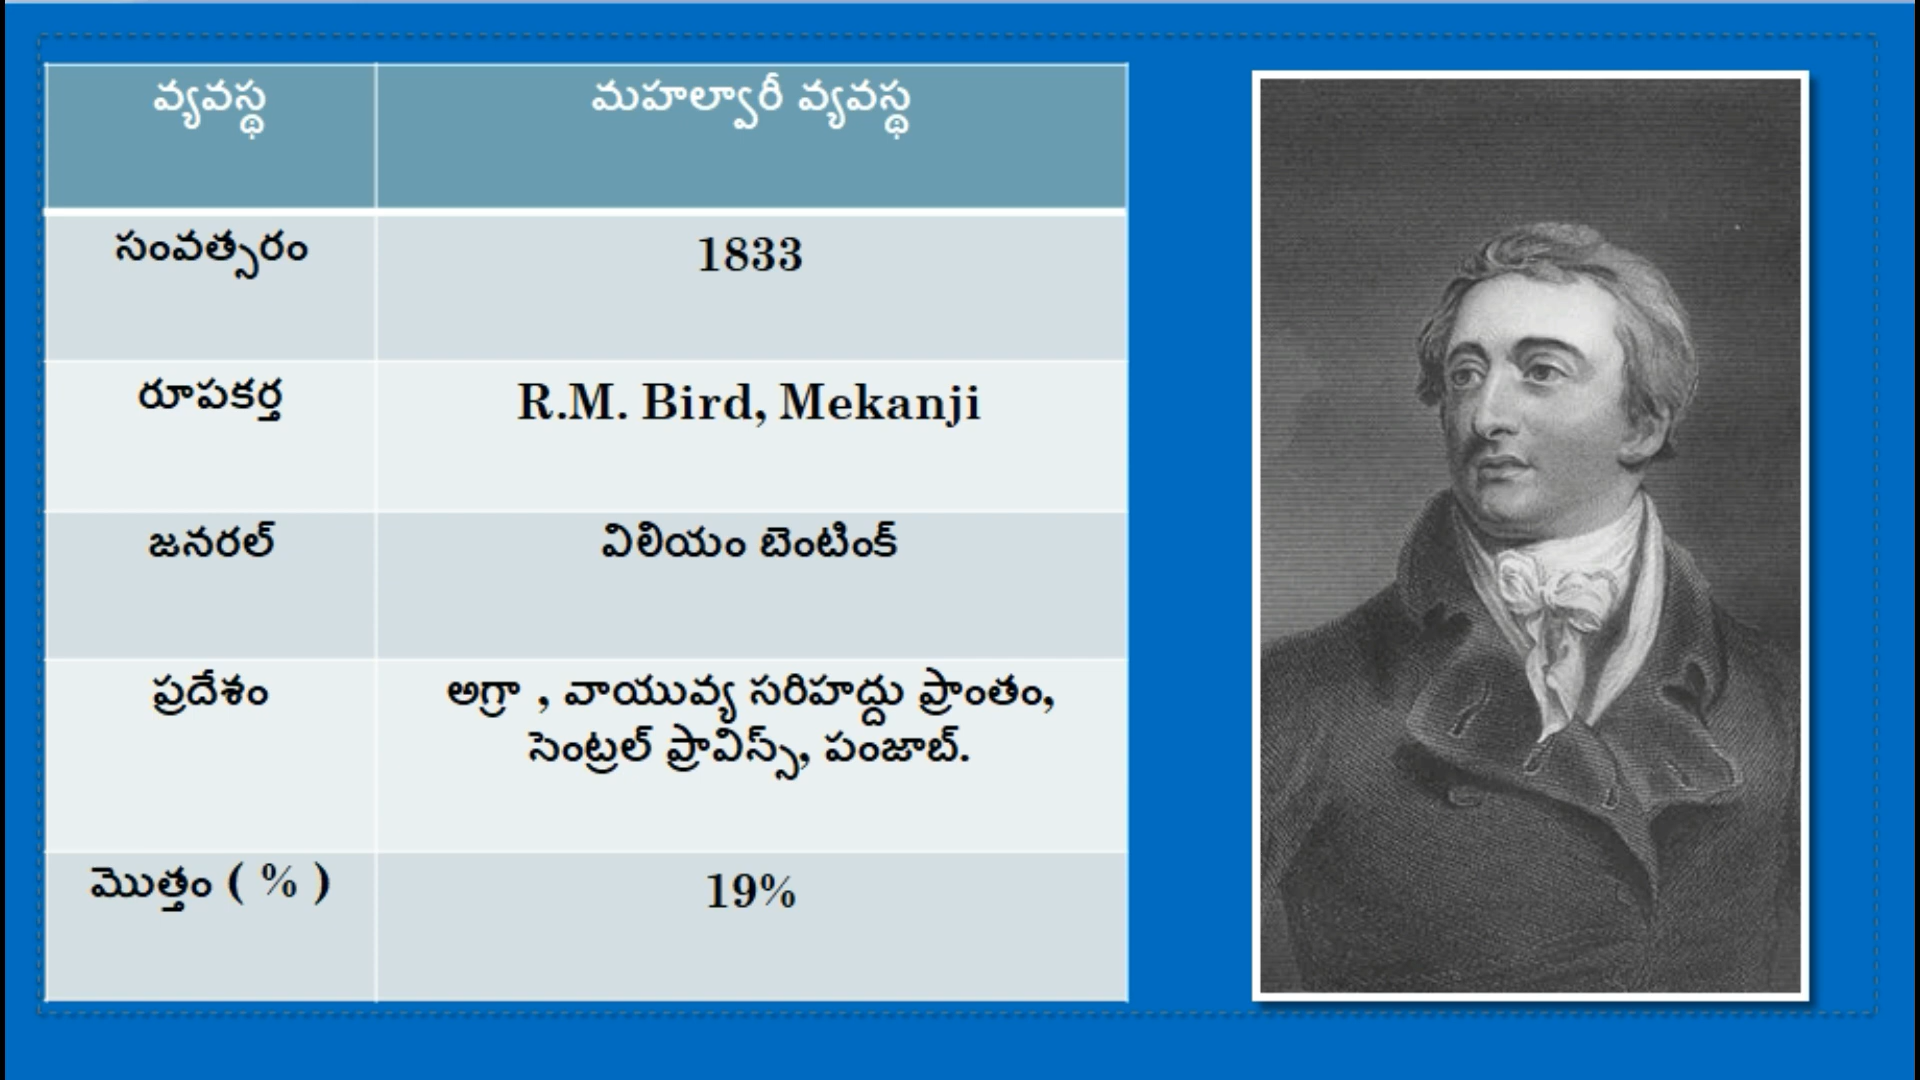 వ్యవస్థ
మహల్వారీ వ్యవస్థ
సంవత్సరం
1833
రూపకర్త
R.M. Bird, Mekanji
జనరల్
విలియం బెంటింక్
ప్రదేశం
అగ్రా , వాయువ్య సరిహద్దు ప్రాంతం,
సెంట్రల్ ప్రావిన్స్, పంజాబ్.
మొత్తం ( % )
19%